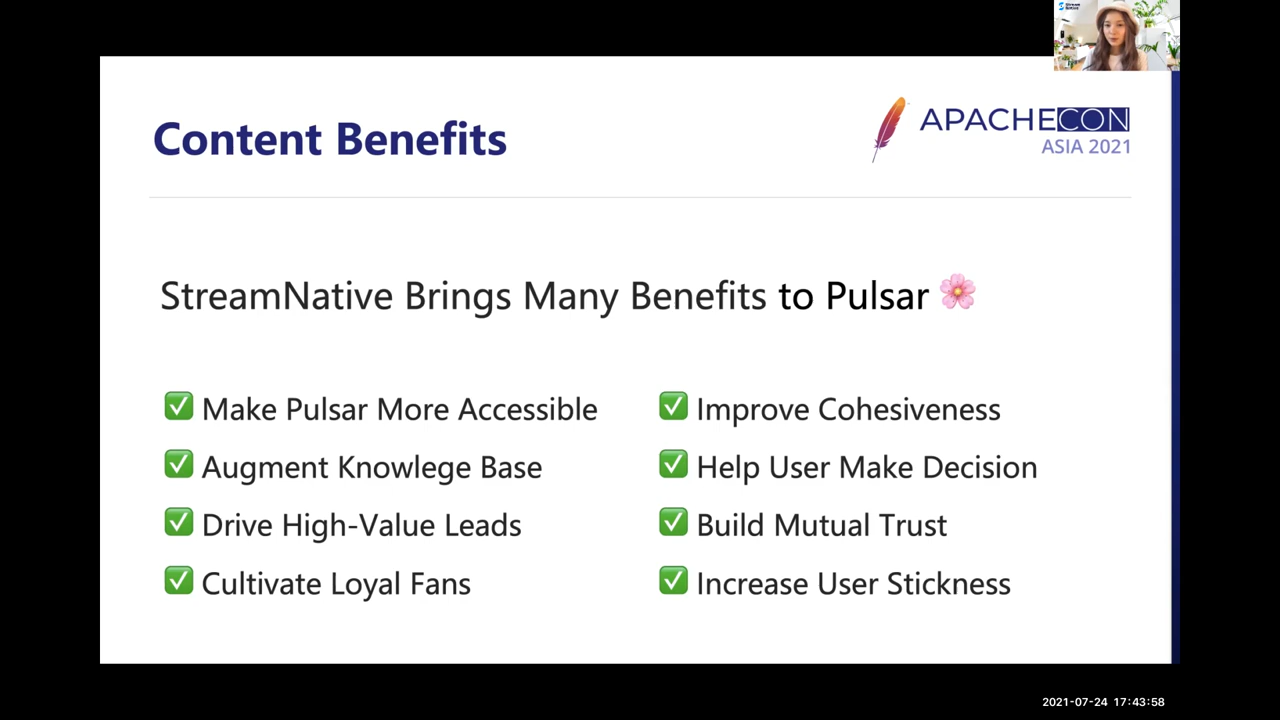 Stream Native
Content Benefits
APACHECON
ASIA 2021
StreamNative Brings Many Benefits to Pulsar 🌸
✅ Make Pulsar More Accessible
✅ Augment Knowlege Base
✅ Drive High-Value Leads
✅ Cultivate Loyal Fans
✅ Improve Cohesiveness
✅ Help User Make Decision
✅ Build Mutual Trust
✅ Increase User Stickness
2021-07-24 17:43:58